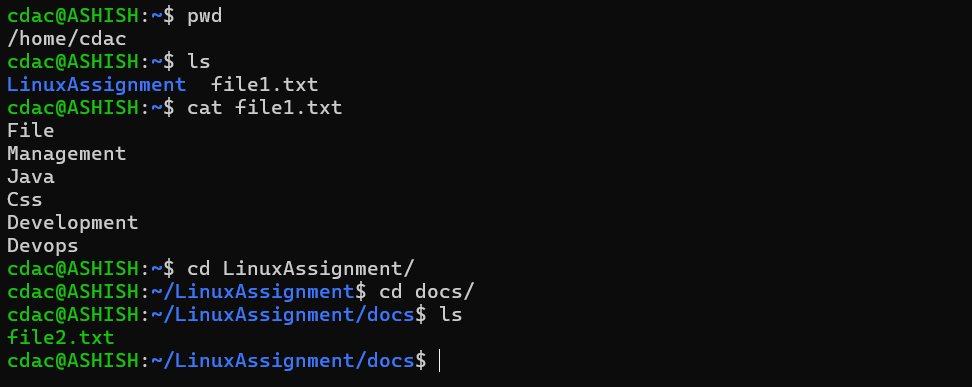 cdac@ASHISH:~$ pwd
/home/cdac
cdac@ASHISH:~$ ls
LinuxAssignment  file1.txt
cdac@ASHISH:~$ cat file1.txt
File
Management
Java
Css
Development
Devops
cdac@ASHISH:~$ cd LinuxAssignment/
cdac@ASHISH:~/LinuxAssignment$ cd docs/
cdac@ASHISH:~/LinuxAssignment/docs$ ls
file2.txt
cdac@ASHISH:~/LinuxAssignment/docs$